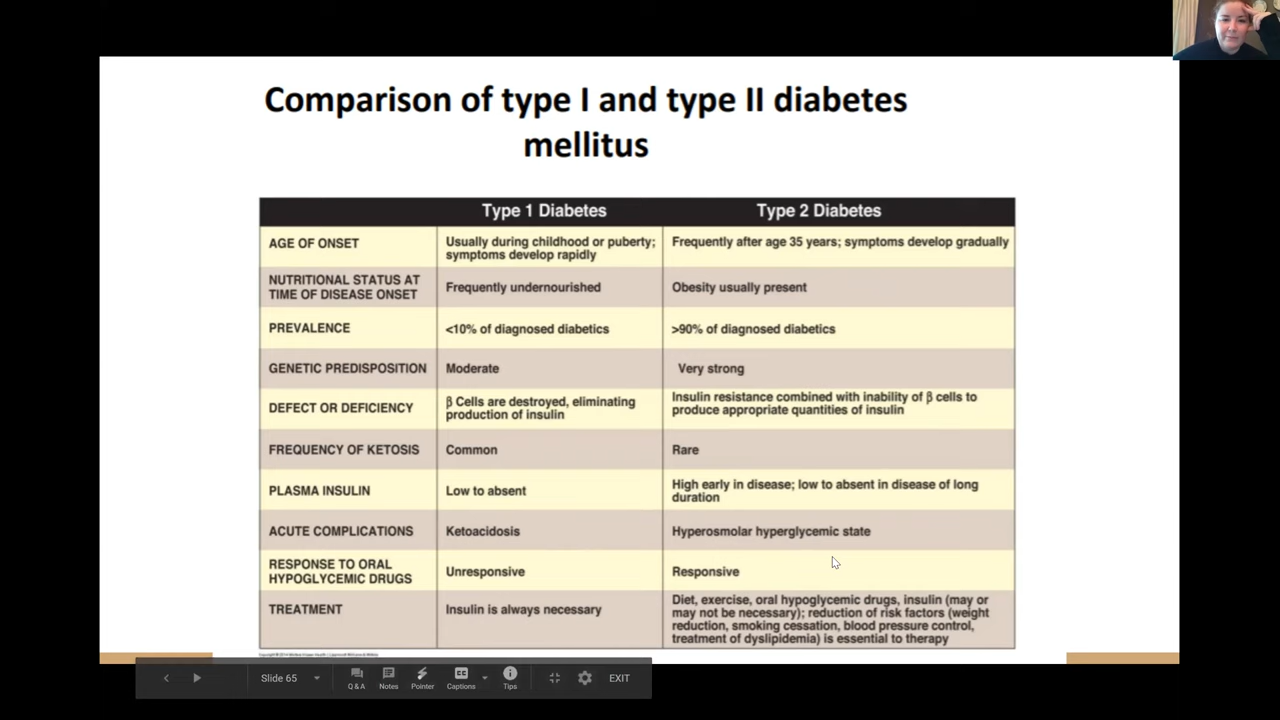 Comparison of type I and type II diabetes
mellitus
Type 1 Diabetes
Type 2 Diabetes
AGE OF ONSET
Usually during childhood or puberty;
symptoms develop rapidly
Frequently after age 35 years; symptoms develop gradually
NUTRITIONAL STATUS AT
TIME OF DISEASE ONSET
Frequently undernourished
Obesity usually present
PREVALENCE
<10% of diagnosed diabetics
>90% of diagnosed diabetics
GENETIC PREDISPOSITION
Moderate
Very strong
DEFECT OR DEFICIENCY
β Cells are destroyed, eliminating
production of insulin
Insulin resistance combined with inability of β cells to
produce appropriate quantities of insulin
FREQUENCY OF KETOSIS
Common
Rare
PLASMA INSULIN
Low to absent
High early in disease; low to absent in disease of long
duration
ACUTE COMPLICATIONS
Ketoacidosis
Hyperosmolar hyperglycemic state
RESPONSE TO ORAL
HYPOGLYCEMIC DRUGS
Unresponsive
Responsive
TREATMENT
Insulin is always necessary
Diet, exercise, oral hypoglycemic drugs, insulin (may or
may not be necessary); reduction of risk factors (weight
reduction, smoking cessation, blood pressure control,
treatment of dyslipidemia) is essential to therapy
Slide 65
Q & A
Notes
Pointer
Captions
Tips
EXIT